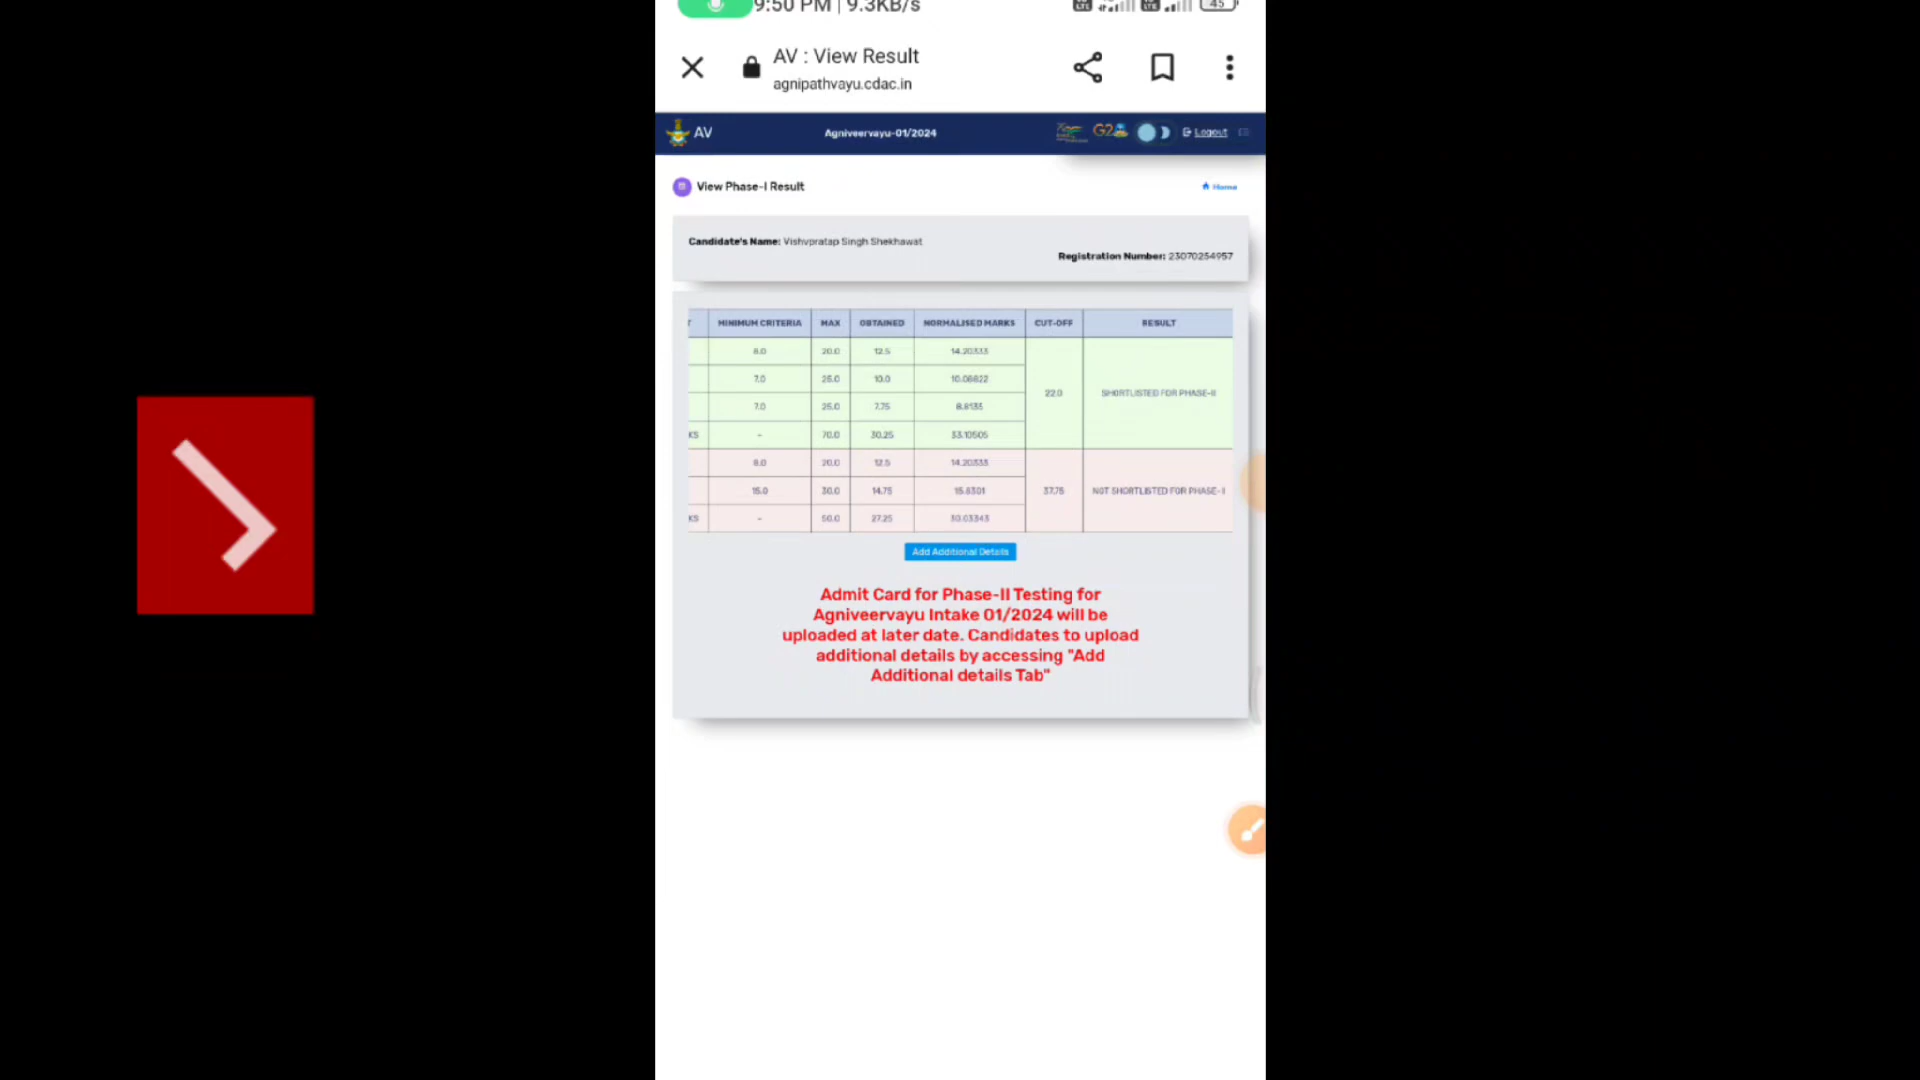 9:50 PM | 9.3KB/s 45
AV : View Result
agnipathvayu.cdac.in
AV Agniveervayu-01/2024 G20 Logout
View Phase-I Result Home
Candidate's Name: Vishvpratap Singh Shekhawat
Registration Number: 23070254957
T MINIMUM CRITERIA MAX OBTAINED NORMALISED MARKS CUT-OFF RESULT
8.0 20.0 12.5 14.20333
7.0 25.0 10.0 10.08822
22.0 SHORTLISTED FOR PHASE-II
7.0 25.0 7.75 8.8135
KS - 70.0 30.25 33.10505
8.0 20.0 12.5 14.20333
15.0 30.0 14.75 15.8301 37.75 NOT SHORTLISTED FOR PHASE-II
KS - 50.0 27.25 30.03343
Add Additional Details
Admit Card for Phase-II Testing for
Agniveervayu Intake 01/2024 will be
uploaded at later date. Candidates to upload
additional details by accessing "Add
Additional details Tab"